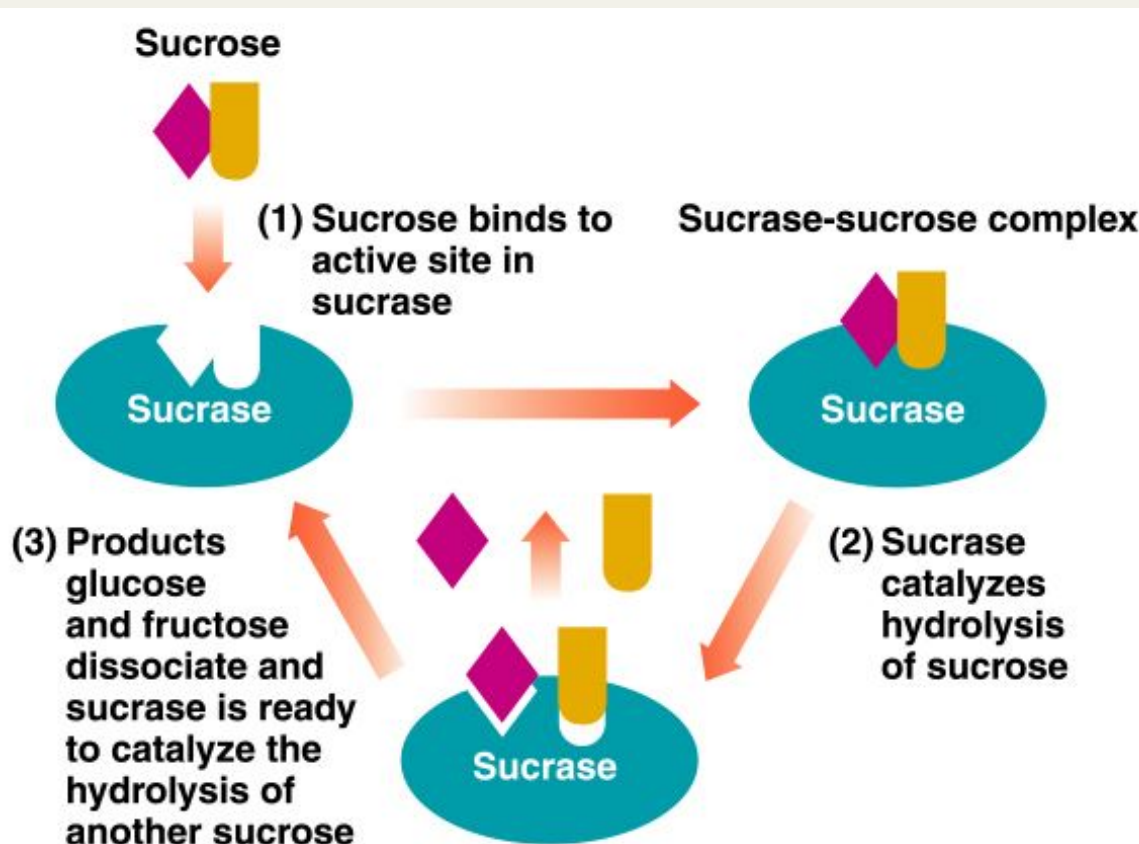 Sucrose
(1) Sucrose binds to
active site in
sucrase
Sucrase
Sucrase-sucrose complex
Sucrase
(2) Sucrase
catalyzes
hydrolysis
of sucrose
Sucrase
(3) Products
glucose
and fructose
dissociate and
sucrase is ready
to catalyze the
hydrolysis of
another sucrose